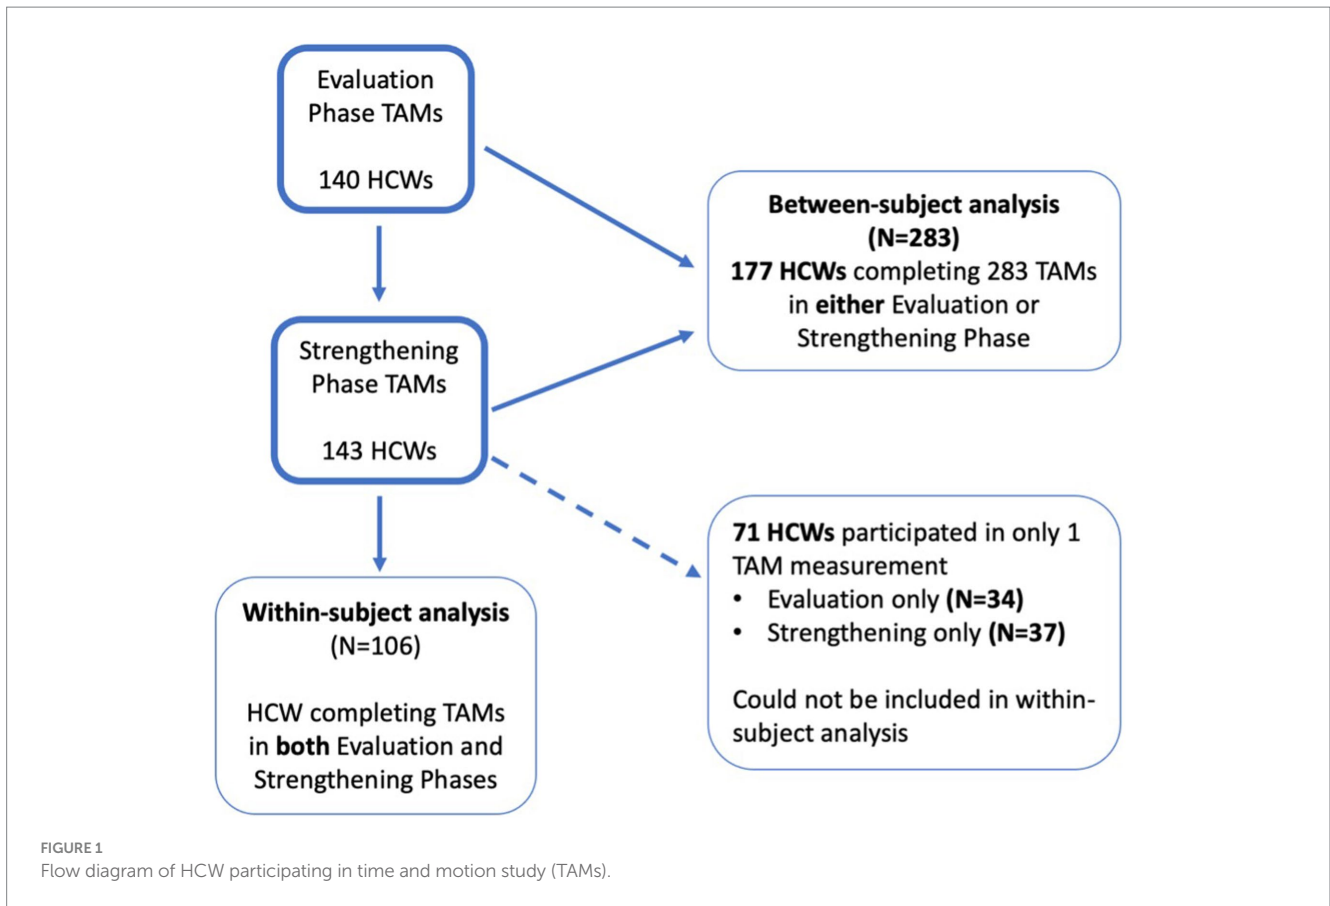 Evaluation
Phase TAMs
140 HCWs
Between-subject analysis
(N=283)
177 HCWs completing 283 TAMs
in either Evaluation or
Strengthening Phase
Strengthening
Phase TAMs
143 HCWs
71 HCWs participated in only 1
TAM measurement
• Evaluation only (N=34)
• Strengthening only (N=37)
Could not be included in within-
subject analysis
Within-subject analysis
(N=106)
HCW completing TAMs
in both Evaluation and
Strengthening Phases
FIGURE 1
Flow diagram of HCW participating in time and motion study (TAMs).